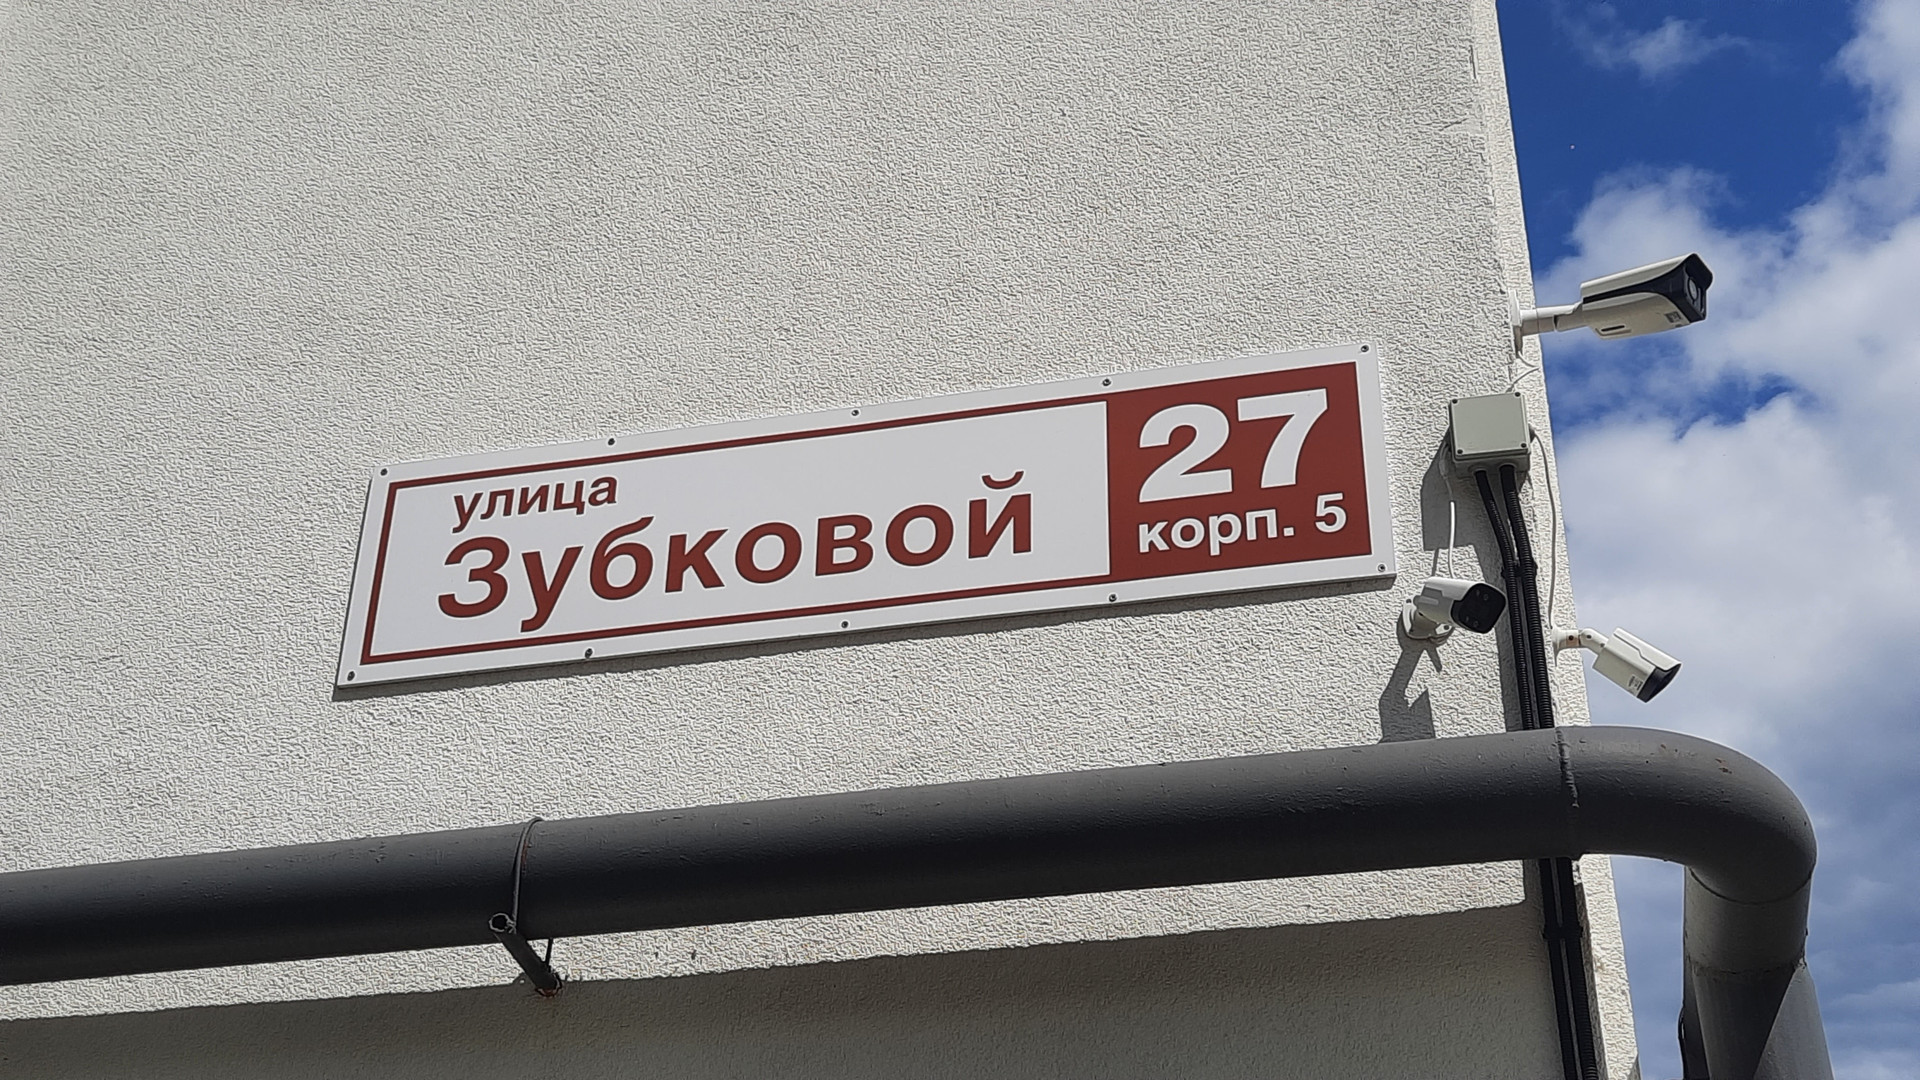 улица
Зубковой
27
корп. 5